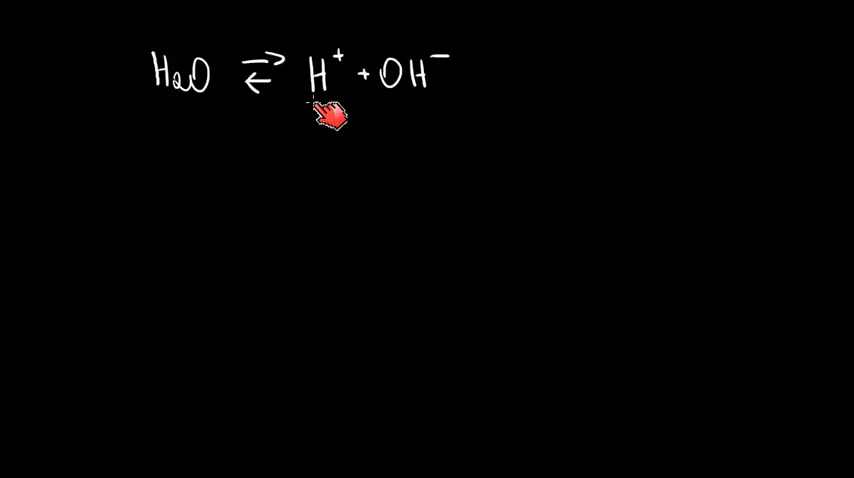 H₂O ⇌ H⁺ + OH⁻